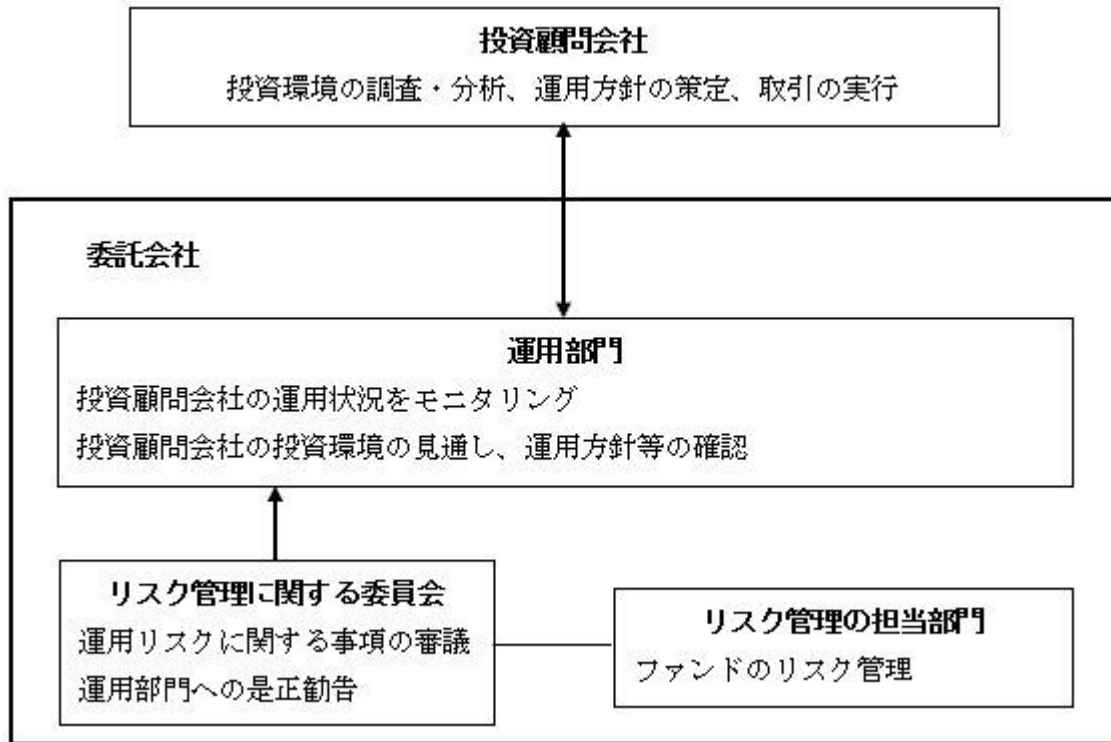 投資顧問会社
投資環境の調査・分析、運用方針の策定、取引の実行
委託会社
運用部門
投資顧問会社の運用状況をモニタリング
投資顧問会社の投資環境の見通し、運用方針等の確認
リスク管理に関する委員会
運用リスクに関する事項の審議
運用部門への是正勧告
リスク管理の担当部門
ファンドのリスク管理